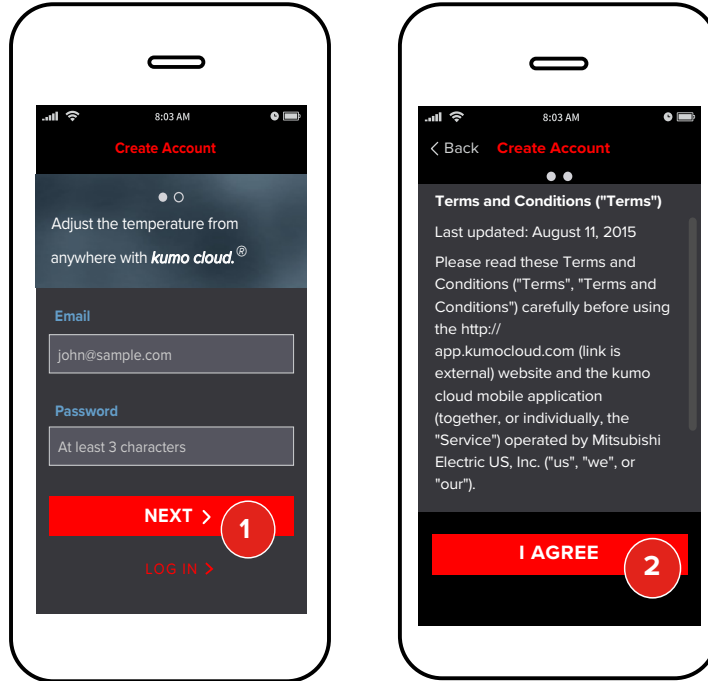 8:03 AM
Create Account
Adjust the temperature from
anywhere with kumo cloud.®
Email
john@sample.com
Password
At least 3 characters
NEXT >
1
LOG IN >
8:03 AM
< Back Create Account
Terms and Conditions ("Terms")
Last updated: August 11, 2015
Please read these Terms and
Conditions ("Terms", "Terms and
Conditions") carefully before using
the http://
app.kumocloud.com (link is
external) website and the kumo
cloud mobile application
(together, or individually, the
"Service") operated by Mitsubishi
Electric US, Inc. ("us", "we", or
"our").
I AGREE
2